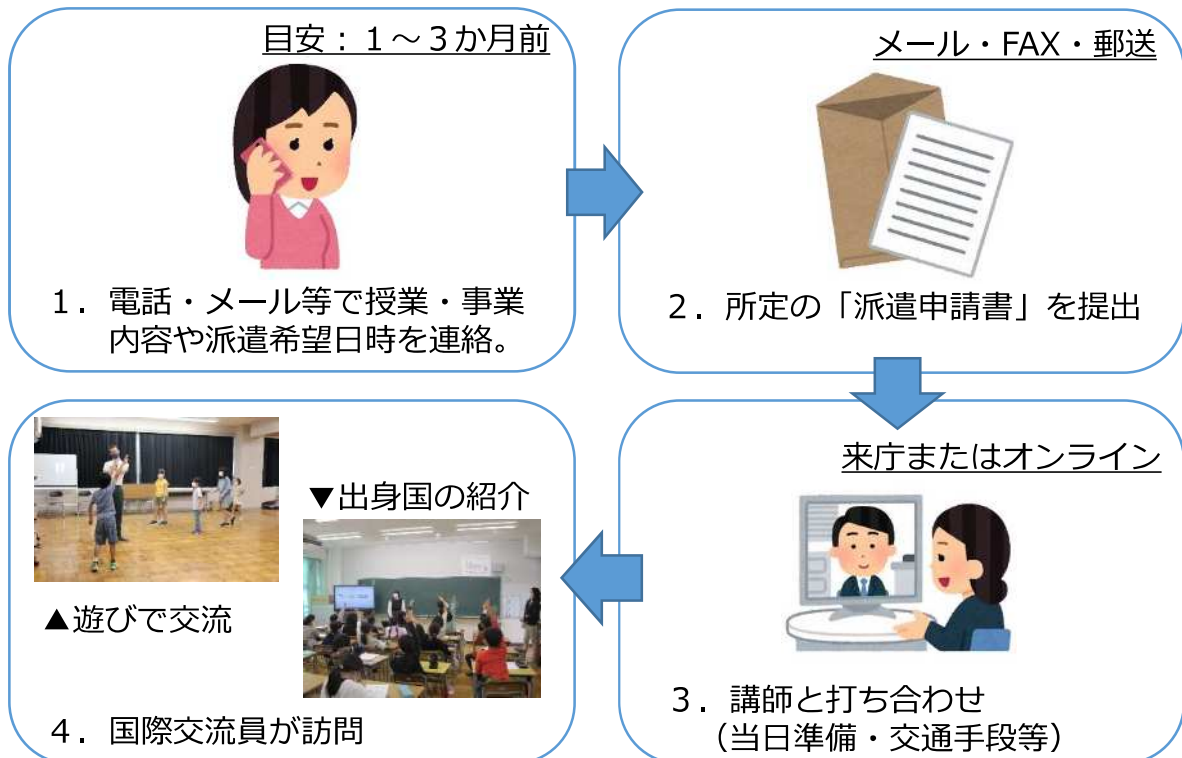 目安：１～３か月前
１．電話・メール等で授業・事業
内容や派遣希望日時を連絡。
メール・FAX・郵送
２．所定の「派遣申請書」を提出
来庁またはオンライン
３．講師と打ち合わせ
（当日準備・交通手段等）
▼出身国の紹介
▲遊びで交流
４．国際交流員が訪問